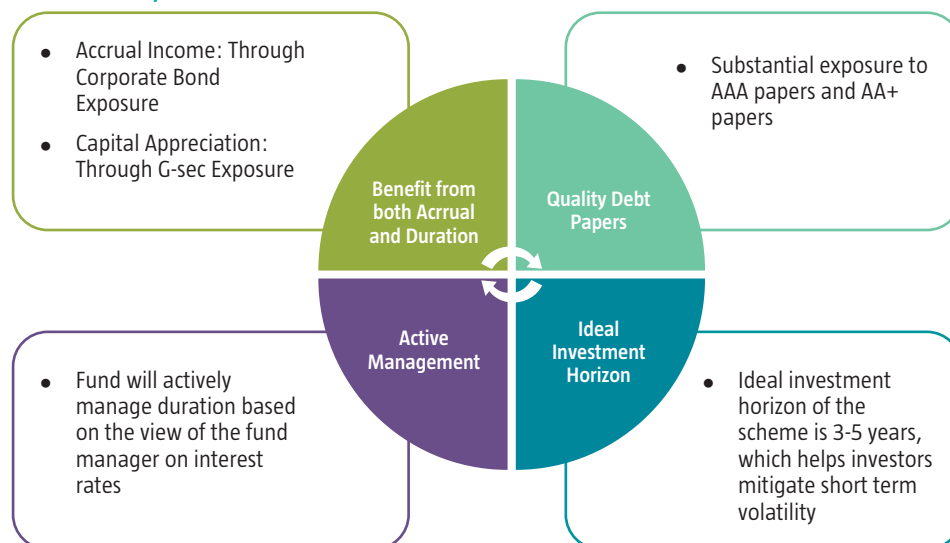 ● Accrual Income: Through
Corporate Bond
Exposure
● Capital Appreciation:
Through G-sec Exposure
Benefit from
both Acrrual
and Duration
● Substantial exposure to
AAA papers and AA+
papers
Quality Debt
Papers
Active
Management
● Fund will actively
manage duration based
on the view of the fund
manager on interest
rates
Ideal
Investment
Horizon
● Ideal investment
horizon of the
scheme is 3-5 years,
which helps investors
mitigate short term
volatility